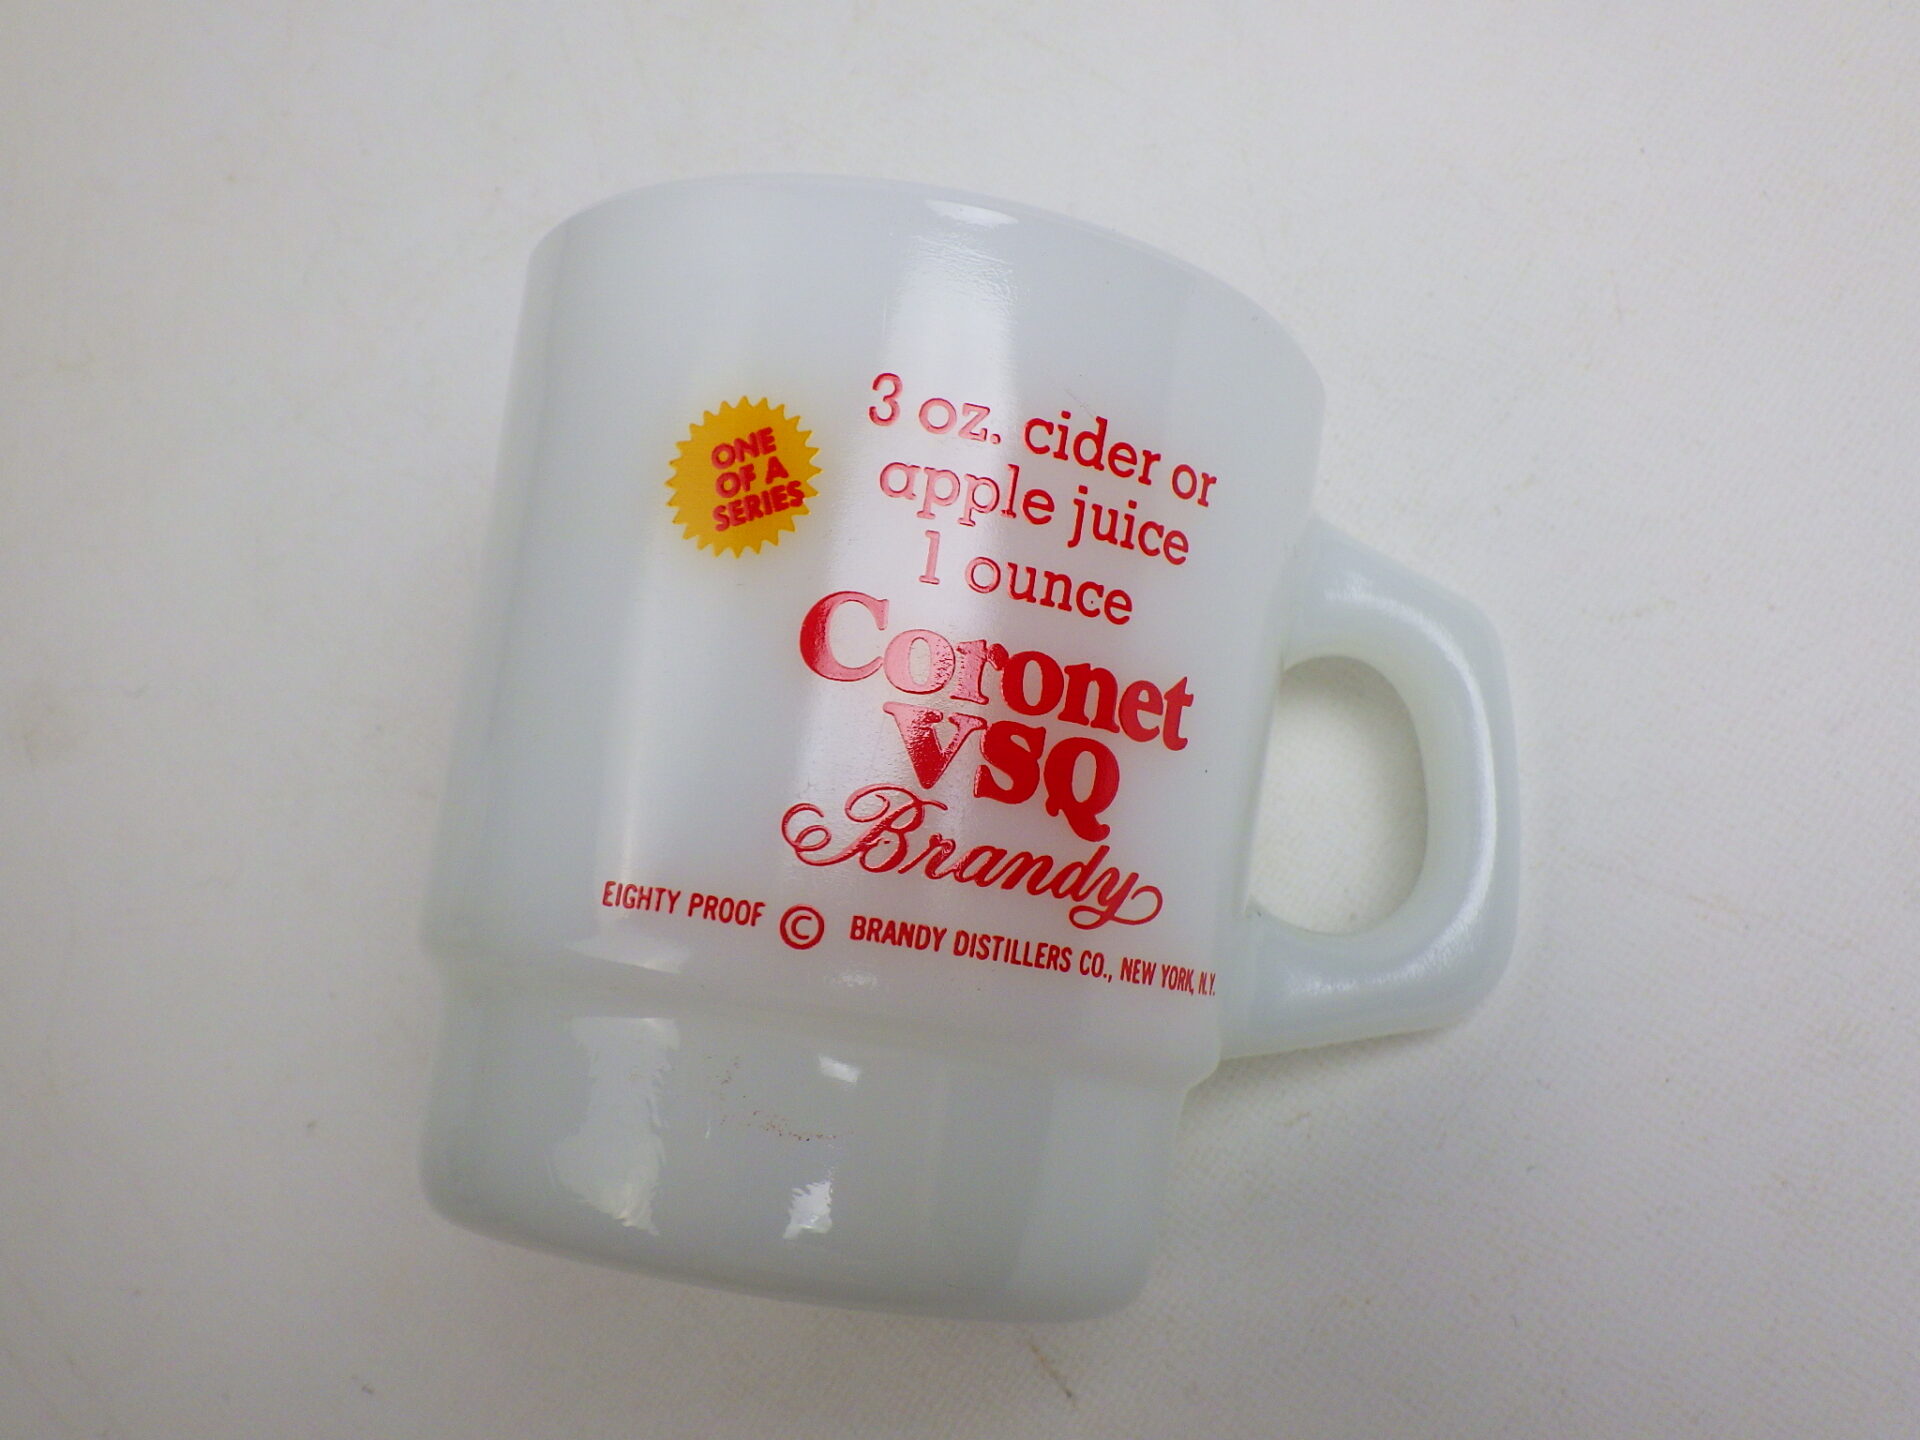 ONE
OF A
SERIES
3 oz. cider or
apple juice
1 ounce
Coronet
VSQ
Brandy
EIGHTY PROOF © BRANDY DISTILLERS CO., NEW YORK, N.Y.